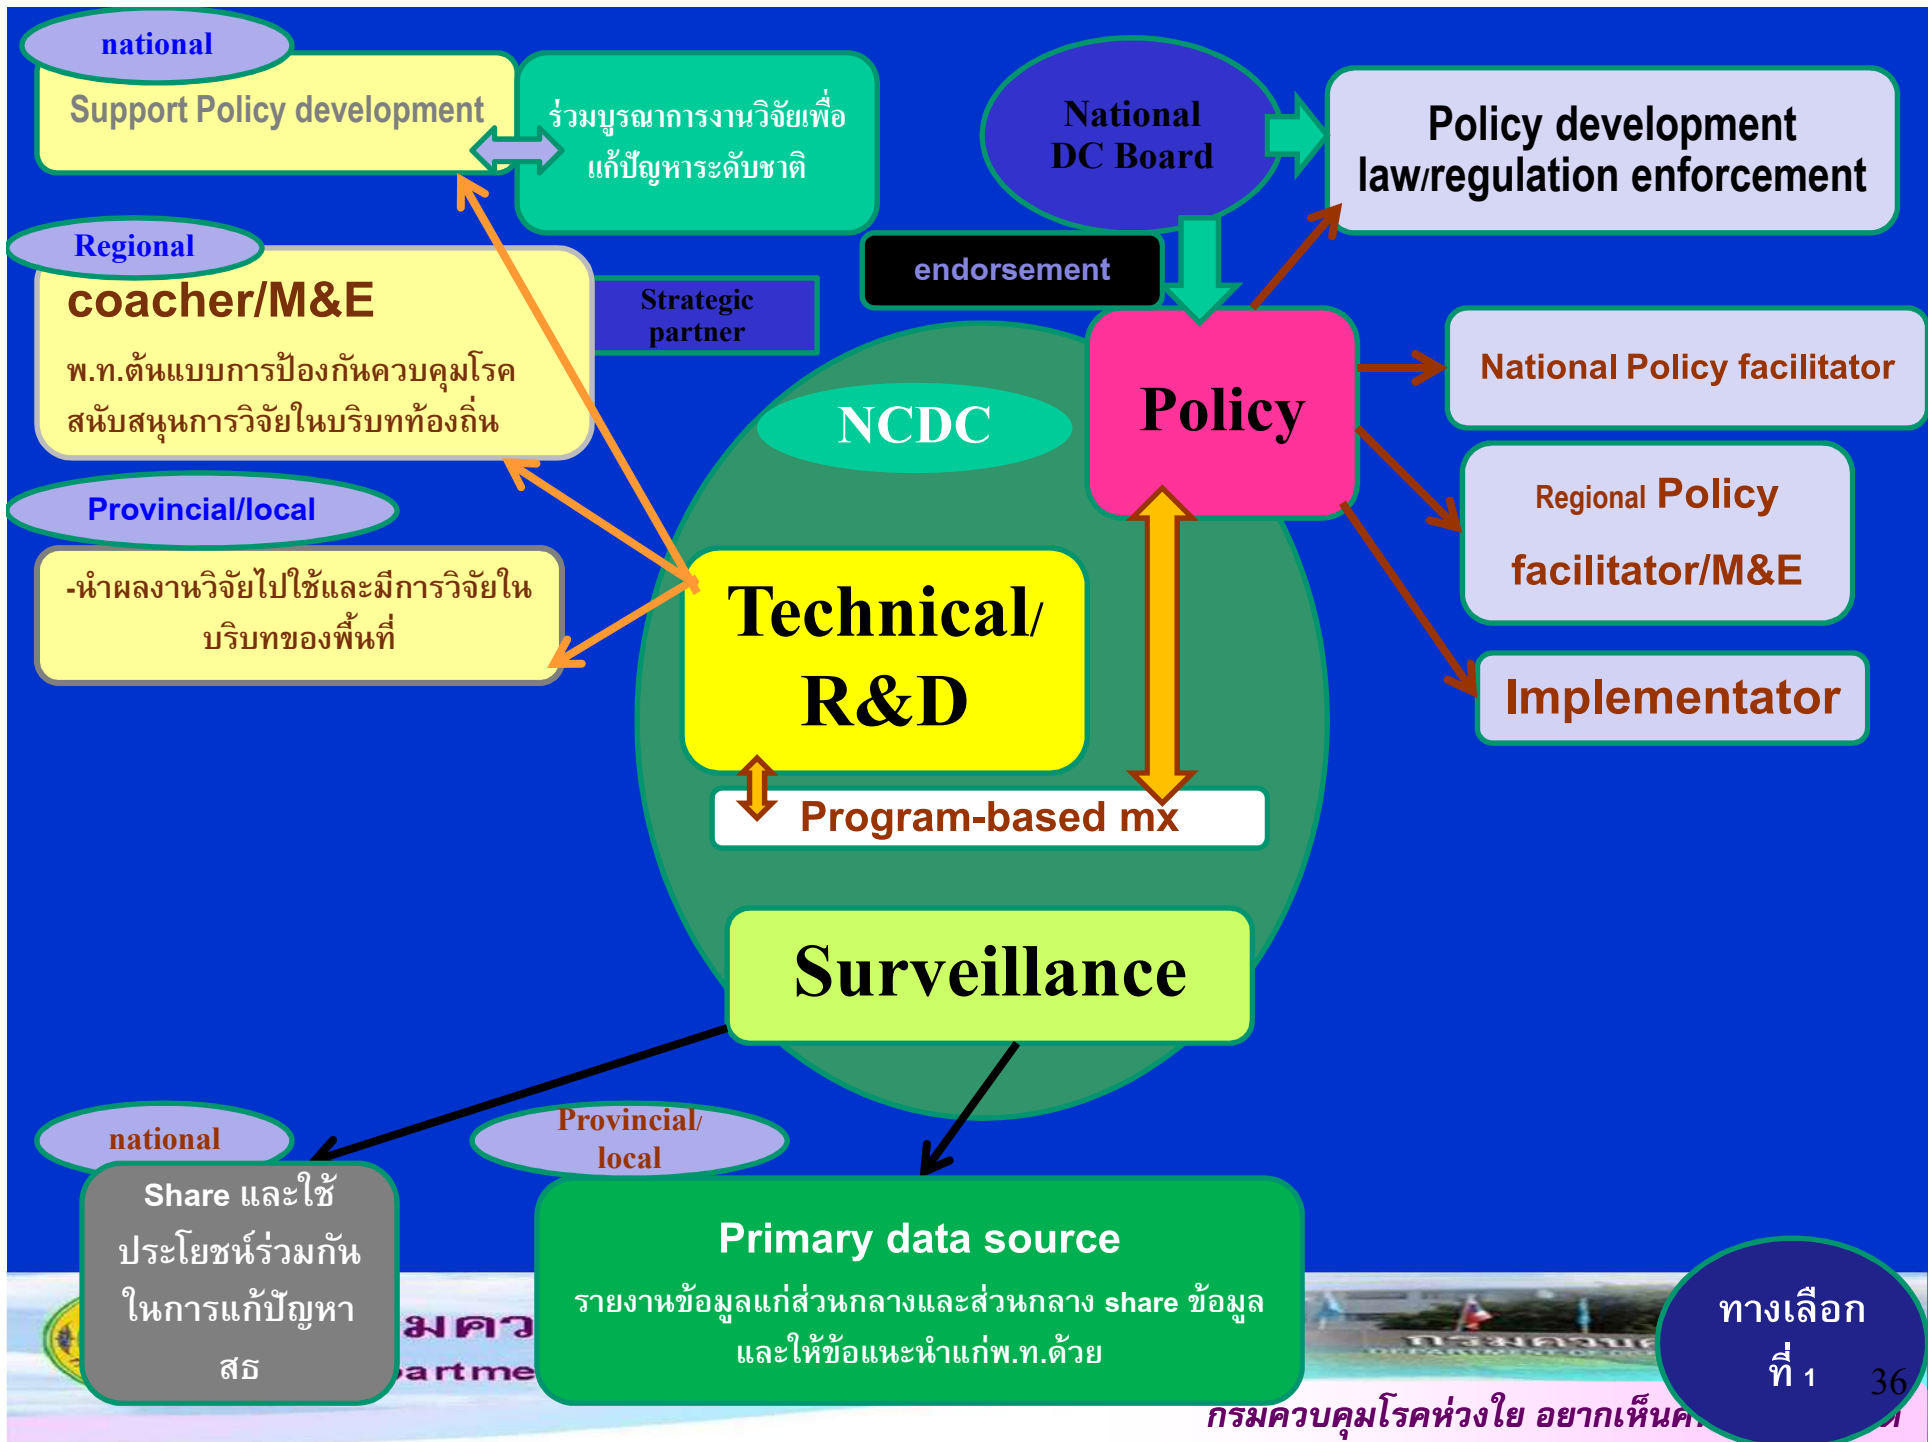 national
Support Policy development
ร่วมบูรณาการงานวิจัยเพื่อ
แก้ปัญหาระดับชาติ
National
DC Board
Policy development
law/regulation enforcement
Regional
coacher/M&E
พ.ท.ต้นแบบการป้องกันควบคุมโรค
สนับสนุนการวิจัยในบริบทท้องถิ่น
Strategic
partner
endorsement
NCDC
Policy
National Policy facilitator
Regional Policy
facilitator/M&E
Implementator
Provincial/local
-นำผลงานวิจัยไปใช้และมีการวิจัยใน
บริบทของพื้นที่
Technical/
R&D
Program-based mx
Surveillance
national
Share และใช้
ประโยชน์ร่วมกัน
ในการแก้ปัญหา
สธ
Provincial/
local
Primary data source
รายงานข้อมูลแก่ส่วนกลางและส่วนกลาง share ข้อมูล
และให้ข้อแนะนำแก่พ.ท.ด้วย
ทางเลือก
ที่ 1
36
กรมควบคุมโรคห่วงใย อยากเห็น